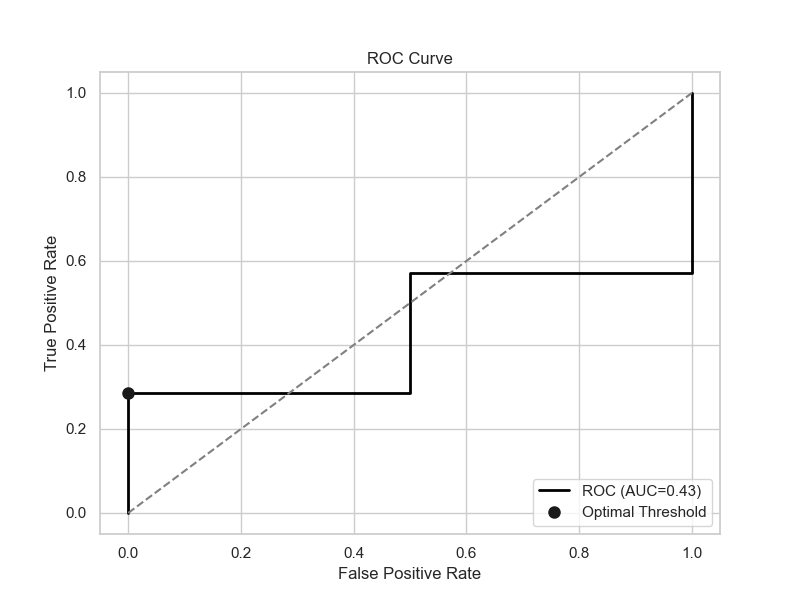 ROC Curve
1.0
0.8
0.6
0.4
0.2
0.0
True Positive Rate
0.0 0.2 0.4 0.6 0.8 1.0
False Positive Rate
ROC (AUC=0.43)
Optimal Threshold